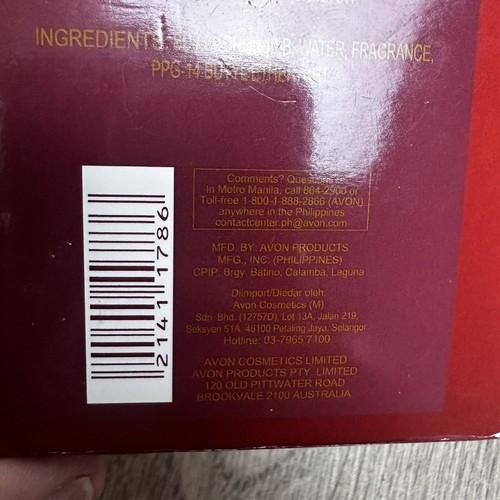 INGREDIENTS: WATER, FRAGRANCE,
PPG-14 BUTYL ETHER
Comments? Questions
In Metro Manila, call 864-2900 or
Toll-free 1-800-1-888-2866 (AVON)
anywhere in the Philippines
contactcenter.ph@avon.com
MFD. BY: AVON PRODUCTS
MFG., INC. (PHILIPPINES)
CPIP, Brgy. Batino, Calamba, Laguna
Diimport/Diedar oleh:
Avon Cosmetics (M)
Sdn. Bhd. (12757D), Lot 13A, Jalan 219,
Seksyen 51A, 46100 Petaling Jaya, Selangor
Hotline: 03-7965 7100
AVON COSMETICS LIMITED
AVON PRODUCTS PTY. LIMITED
120 OLD PITTWATER ROAD
BROOKVALE 2100 AUSTRALIA
21411786